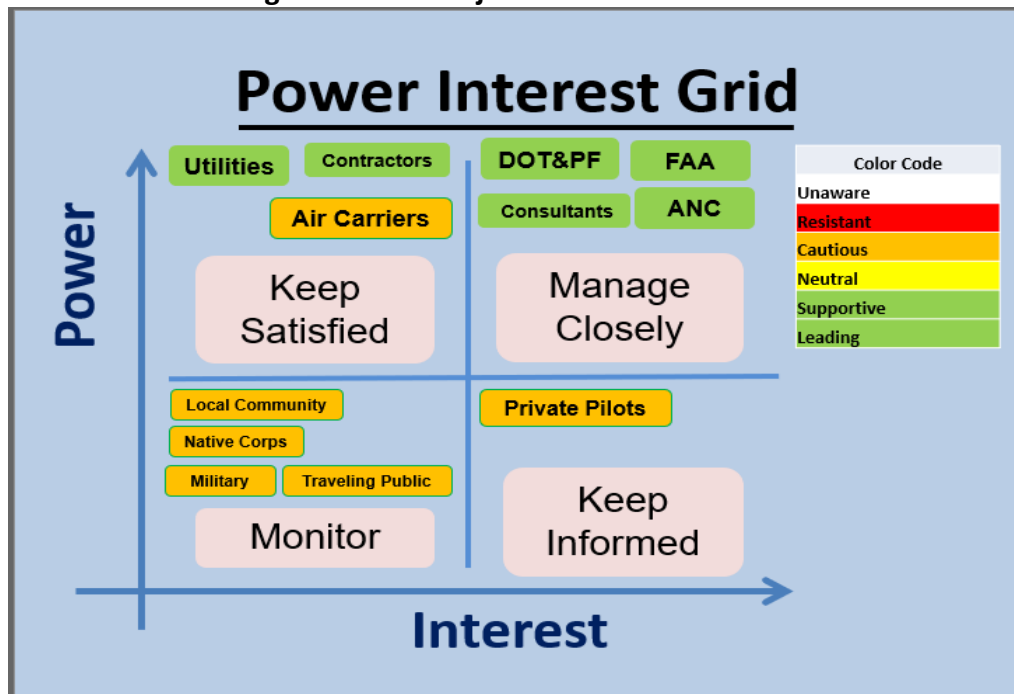 Power Interest Grid
Power
Utilities
Contractors
Air Carriers
Keep
Satisfied
DOT&PF
FAA
Consultants
ANC
Manage
Closely
Color Code
Unaware
Resistant
Cautious
Neutral
Supportive
Leading
Local Community
Native Corps
Military
Traveling Public
Monitor
Private Pilots
Keep
Informed
Interest